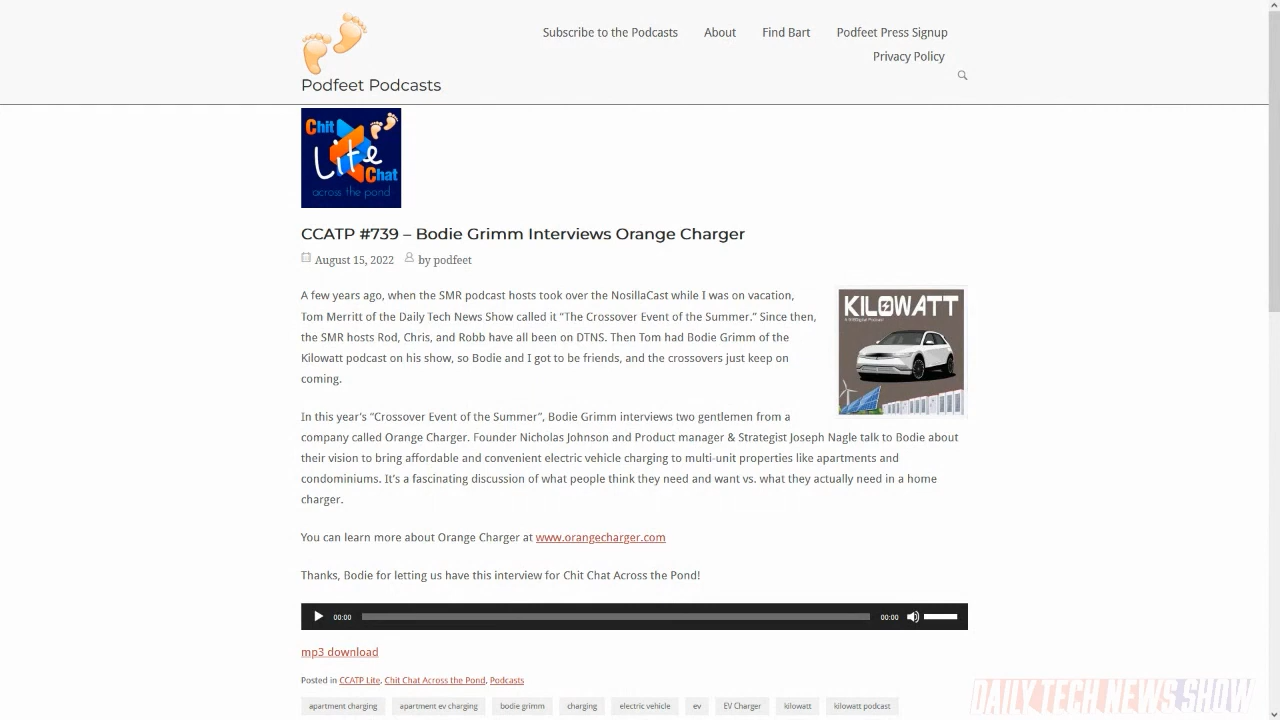 Subscribe to the Podcasts About Find Bart Podfeet Press Signup
Privacy Policy
Podfeet Podcasts
Chit
Lite
Chat
across the pond
CCATP #739 – Bodie Grimm Interviews Orange Charger
August 15, 2022 by podfeet
A few years ago, when the SMR podcast hosts took over the NosillaCast while I was on vacation,
Tom Merritt of the Daily Tech News Show called it “The Crossover Event of the Summer.” Since then,
the SMR hosts Rod, Chris, and Robb have all been on DTNS. Then Tom had Bodie Grimm of the
Kilowatt podcast on his show, so Bodie and I got to be friends, and the crossovers just keep on
coming.
KILOWATT
In this year’s “Crossover Event of the Summer”, Bodie Grimm interviews two gentlemen from a
company called Orange Charger. Founder Nicholas Johnson and Product manager & Strategist Joseph Nagle talk to Bodie about
their vision to bring affordable and convenient electric vehicle charging to multi-unit properties like apartments and
condominiums. It’s a fascinating discussion of what people think they need and want vs. what they actually need in a home
charger.
You can learn more about Orange Charger at www.orangecharger.com
Thanks, Bodie for letting us have this interview for Chit Chat Across the Pond!
00:00 00:00
mp3 download
Posted in CCATP Lite, Chit Chat Across the Pond, Podcasts
apartment charging apartment ev charging bodie grimm charging electric vehicle ev EV Charger kilowatt kilowatt podcast
DAILY TECH NEWS SHOW